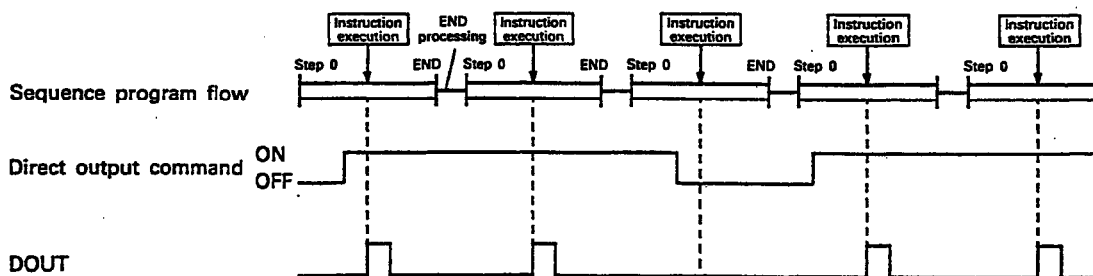 Instruction execution
END processing
Instruction execution
Instruction execution
Instruction execution
Instruction execution
Step 0 END Step 0 END Step 0 END Step 0 Step 0
Sequence program flow
Direct output command ON
OFF
DOUT